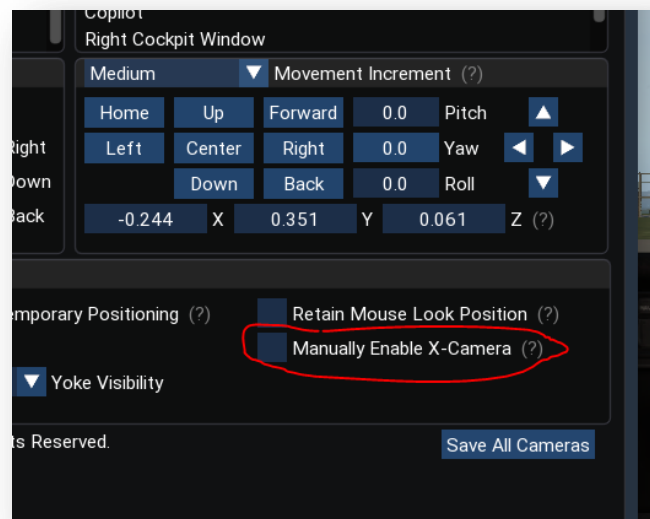 Copilot
Right Cockpit Window
Medium Movement Increment (?)
Home Up Forward 0.0 Pitch
Right Left Center Right 0.0 Yaw
Down Down Back 0.0 Roll
Back -0.244 X 0.351 Y 0.061 Z (?)
emporary Positioning (?) Retain Mouse Look Position (?)
Manually Enable X-Camera (?)
Yoke Visibility
ts Reserved. Save All Cameras